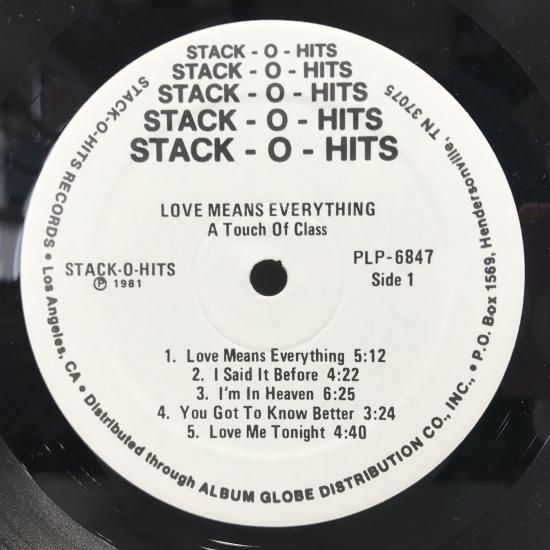 STACK - O - HITS
STACK - O - HITS
STACK - O - HITS
STACK - O - HITS
STACK - O - HITS
LOVE MEANS EVERYTHING
A Touch Of Class
STACK-O-HITS
Ⓟ 1981
PLP-6847
Side 1
1. Love Means Everything 5:12
2. I Said It Before 4:22
3. I'm In Heaven 6:25
4. You Got To Know Better 3:24
5. Love Me Tonight 4:40
STACK-O-HITS RECORDS • Los Angeles, CA • Distributed through ALBUM GLOBE DISTRIBUTION CO., INC., • P.O. Box 1569, Hendersonville, TN 37075